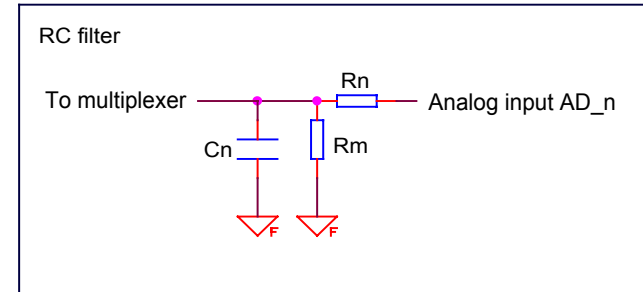 RC filter
Rn
To multiplexer
Analog input AD_n
Cn
Rm
F
F